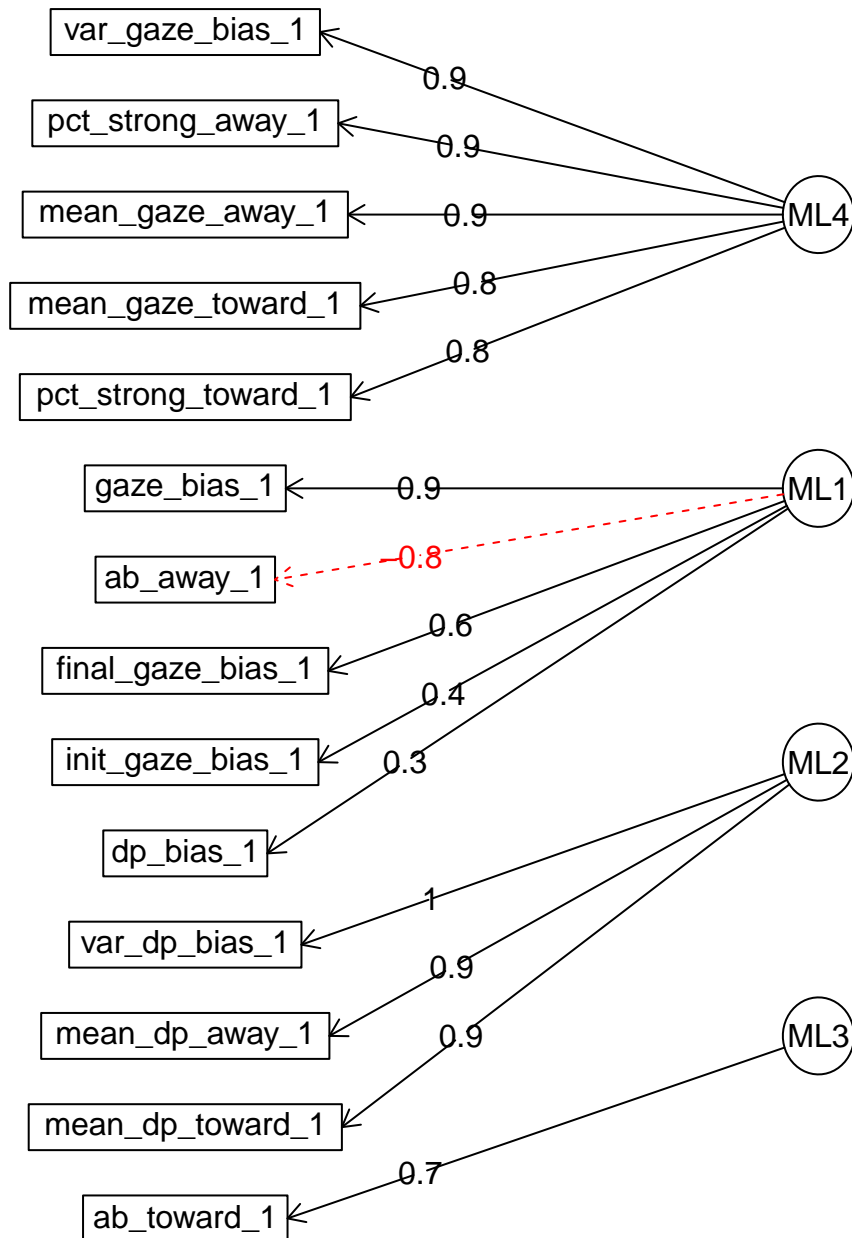 var_gaze_bias_1
0.9
pct_strong_away_1
0.9
mean_gaze_away_1
0.9
ML4
mean_gaze_toward_1
0.8
pct_strong_toward_1
0.8
gaze_bias_1
0.9
ML1
ab_away_1
−0.8
final_gaze_bias_1
0.6
init_gaze_bias_1
0.4
dp_bias_1
0.3
ML2
var_dp_bias_1
1
mean_dp_away_1
0.9
mean_dp_toward_1
0.9
ML3
ab_toward_1
0.7